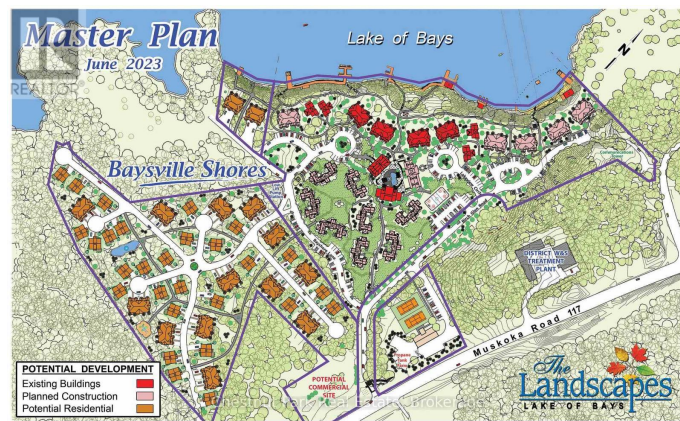 Master Plan
June 2023
REALTOR
Lake of Bays
N
Baysville Shores
DISTRICT W&S
TREATMENT
PLANT
Muskoka Road 117
POTENTIAL
COMMERCIAL
SITE
POTENTIAL DEVELOPMENT
Existing Buildings
Planned Construction
Potential Residential
The
Landscapes
LAKE OF BAYS